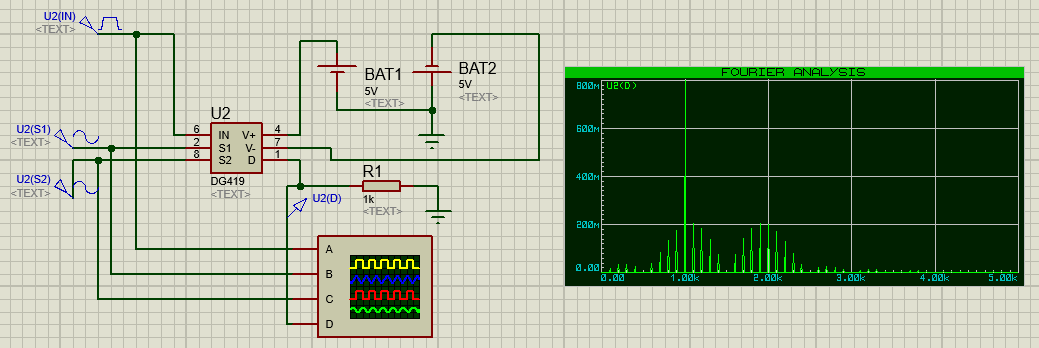 U2(IN)
<TEXT>
U2(S1)
<TEXT>
U2(S2)
<TEXT>
U2
6 IN V+ 4
2 S1 V- 7
8 S2 D 1
DG419
<TEXT>
BAT1
5V
<TEXT>
BAT2
5V
<TEXT>
R1
1k
<TEXT>
U2(D)
A
B
C
D
FOURIER ANALYSIS
U2(D)
800m
600m
400m
200m
0.00
0.00 1.00k 2.00k 3.00k 4.00k 5.00k